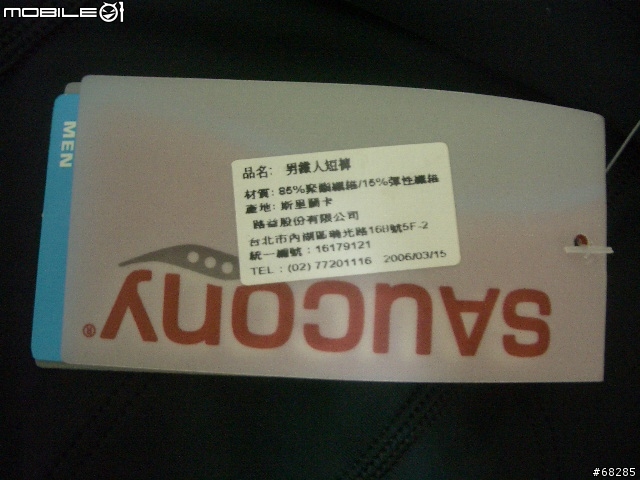 MOBILE01
MEN
品名: 男鐵人短褲
材質: 85%聚酯纖維/15%彈性纖維
產地: 斯里蘭卡
路益股份有限公司
台北市內湖區瑞光路168號5F-2
統一編號: 16179121
TEL : (02) 77201116 2006/03/15
saucony®
#68285